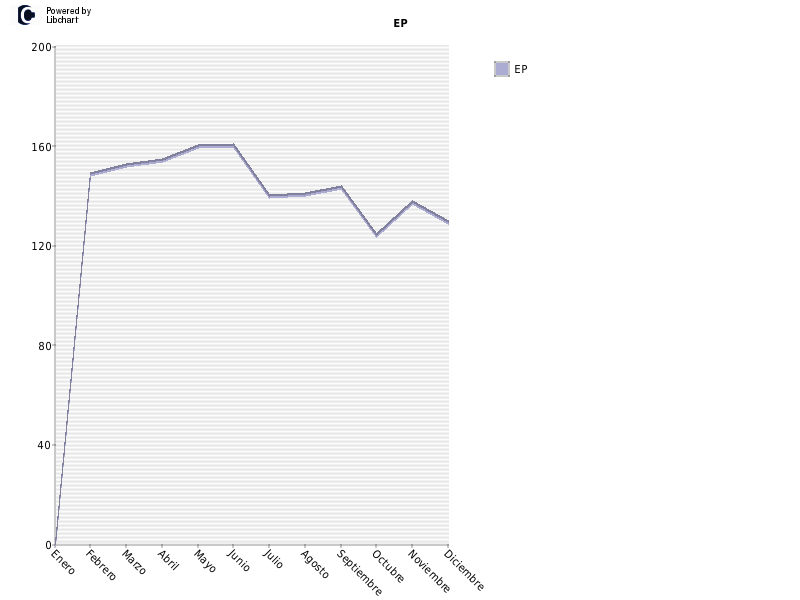 Powered by
Libchart
EP
EP
200
160
120
80
40
0
Enero
Febrero
Marzo
Abril
Mayo
Junio
Julio
Agosto
Septiembre
Octubre
Noviembre
Diciembre